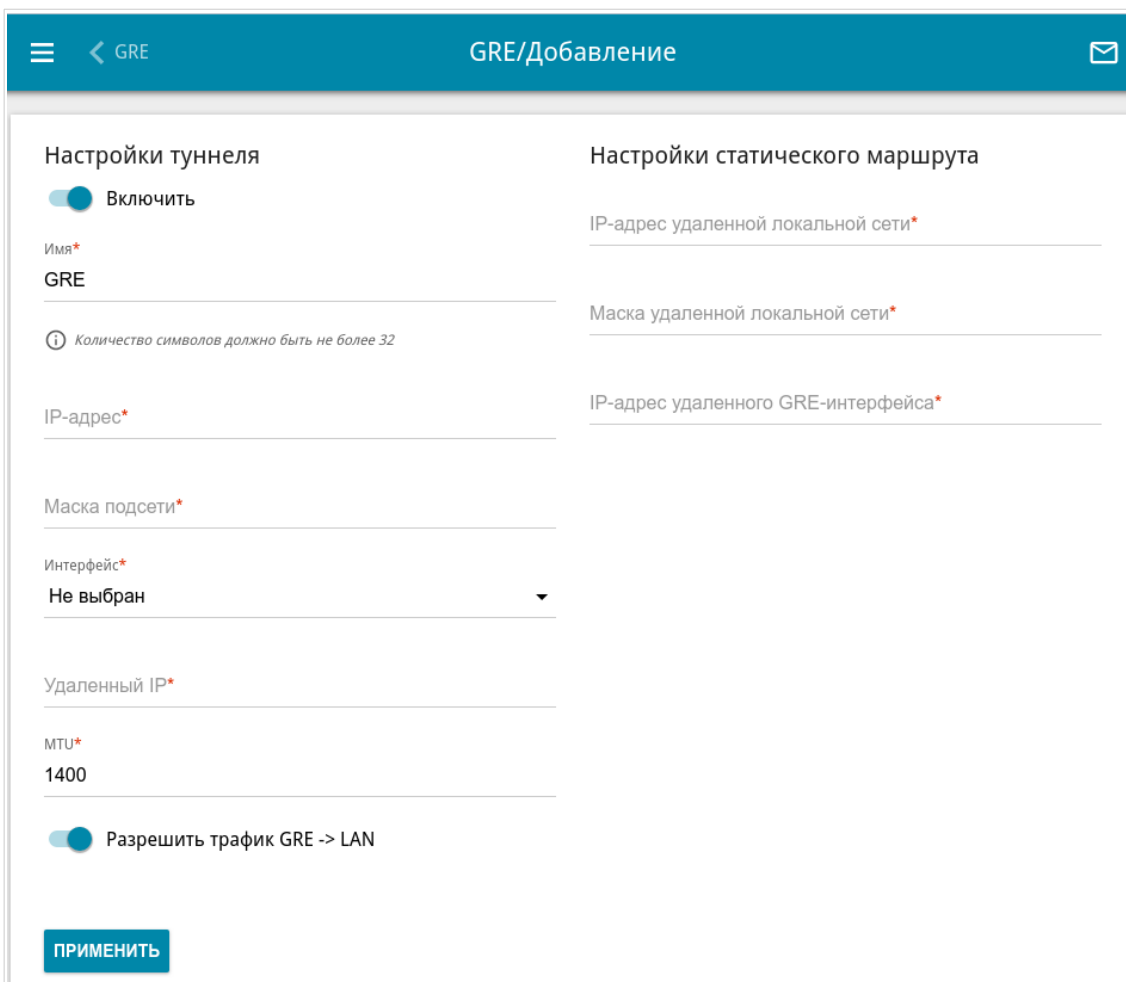 GRE
GRE/Добавление
Настройки туннеля
Включить
Имя*
GRE
Количество символов должно быть не более 32
IP-адрес*
Маска подсети*
Интерфейс*
Не выбран
Удаленный IP*
MTU*
1400
Разрешить трафик GRE -> LAN
ПРИМЕНИТЬ
Настройки статического маршрута
IP-адрес удаленной локальной сети*
Маска удаленной локальной сети*
IP-адрес удаленного GRE-интерфейса*